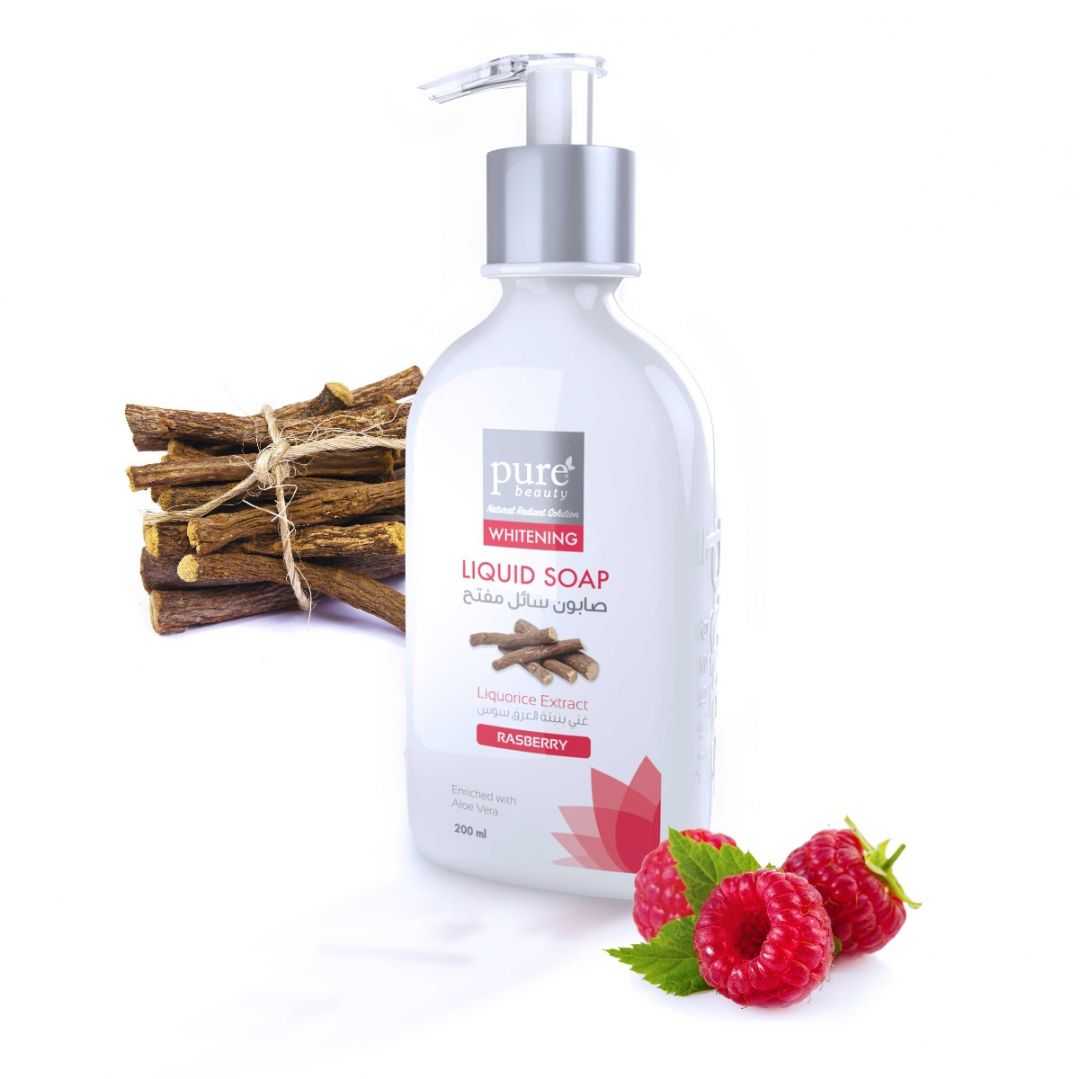 pure
beauty
Natural Radiant Solution
WHITENING
LIQUID SOAP
صابون سائل مفتح
Liquorice Extract
غني بنبتة العرق سوس
RASBERRY
Enriched with
Aloe Vera
200 ml